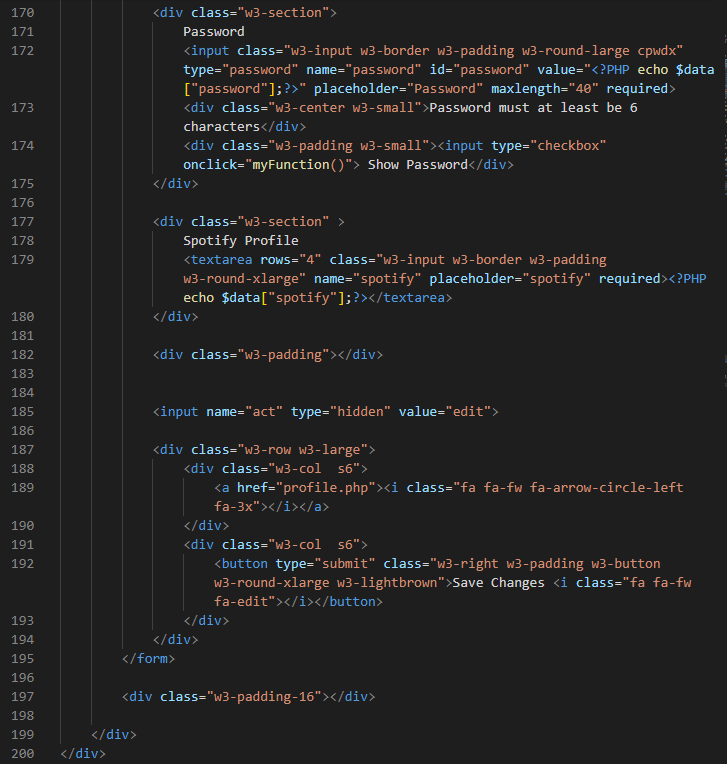 170 <div class="w3-section">
171 Password
172 <input class="w3-input w3-border w3-padding w3-round-large cpwdx"
type="password" name="password" id="password" value="<?PHP echo $data
["password"];?>" placeholder="Password" maxlength="40" required>
173 <div class="w3-center w3-small">Password must at least be 6
characters</div>
174 <div class="w3-padding w3-small"><input type="checkbox"
onclick="myFunction()"> Show Password</div>
175 </div>
176
177 <div class="w3-section" >
178 Spotify Profile
179 <textarea rows="4" class="w3-input w3-border w3-padding
w3-round-xlarge" name="spotify" placeholder="spotify" required><?PHP
echo $data["spotify"];?></textarea>
180 </div>
181
182 <div class="w3-padding"></div>
183
184
185 <input name="act" type="hidden" value="edit">
186
187 <div class="w3-row w3-large">
188 <div class="w3-col  s6">
189 <a href="profile.php"><i class="fa fa-fw fa-arrow-circle-left
fa-3x"></i></a>
190 </div>
191 <div class="w3-col  s6">
192 <button type="submit" class="w3-right w3-padding w3-button
w3-round-xlarge w3-lightbrown">Save Changes <i class="fa fa-fw
fa-edit"></i></button>
193 </div>
194 </div>
195 </form>
196
197 <div class="w3-padding-16"></div>
198
199 </div>
200 </div>